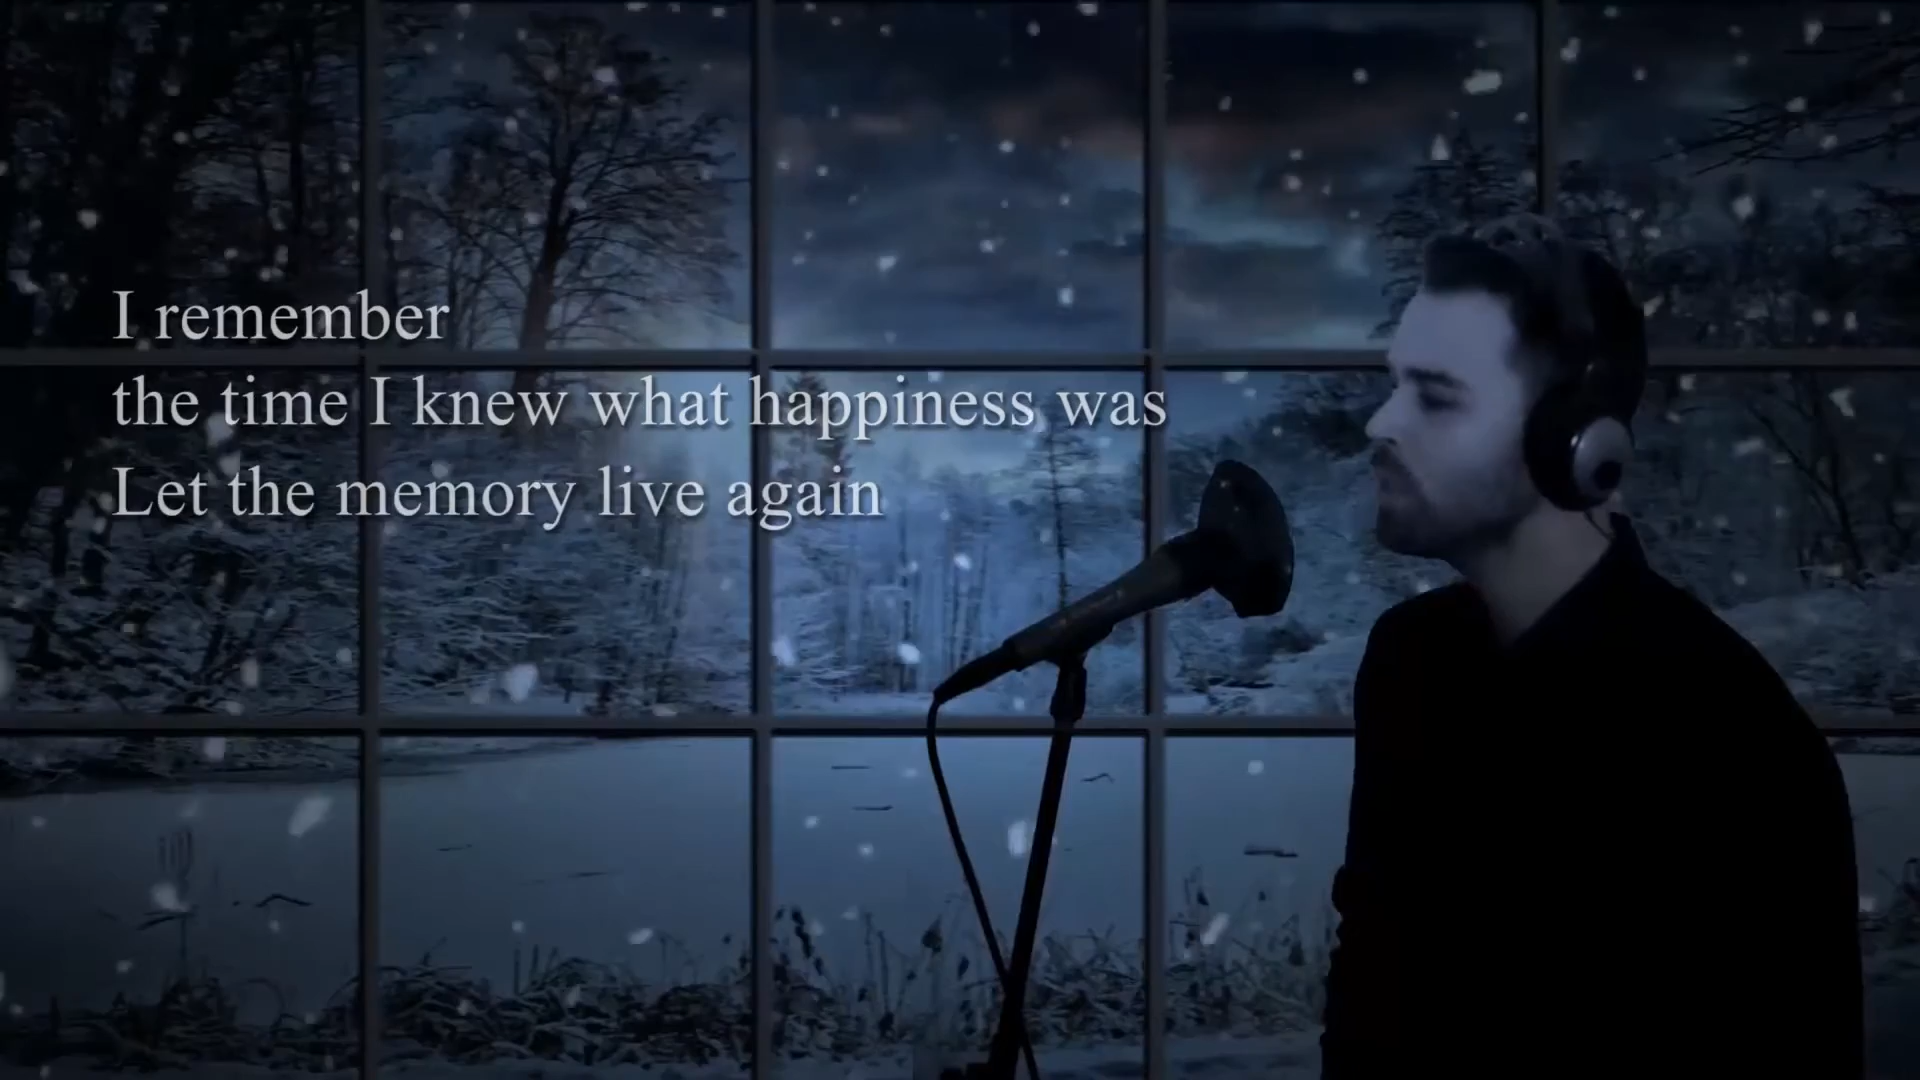 I remember
the time I knew what happiness was
Let the memory live again